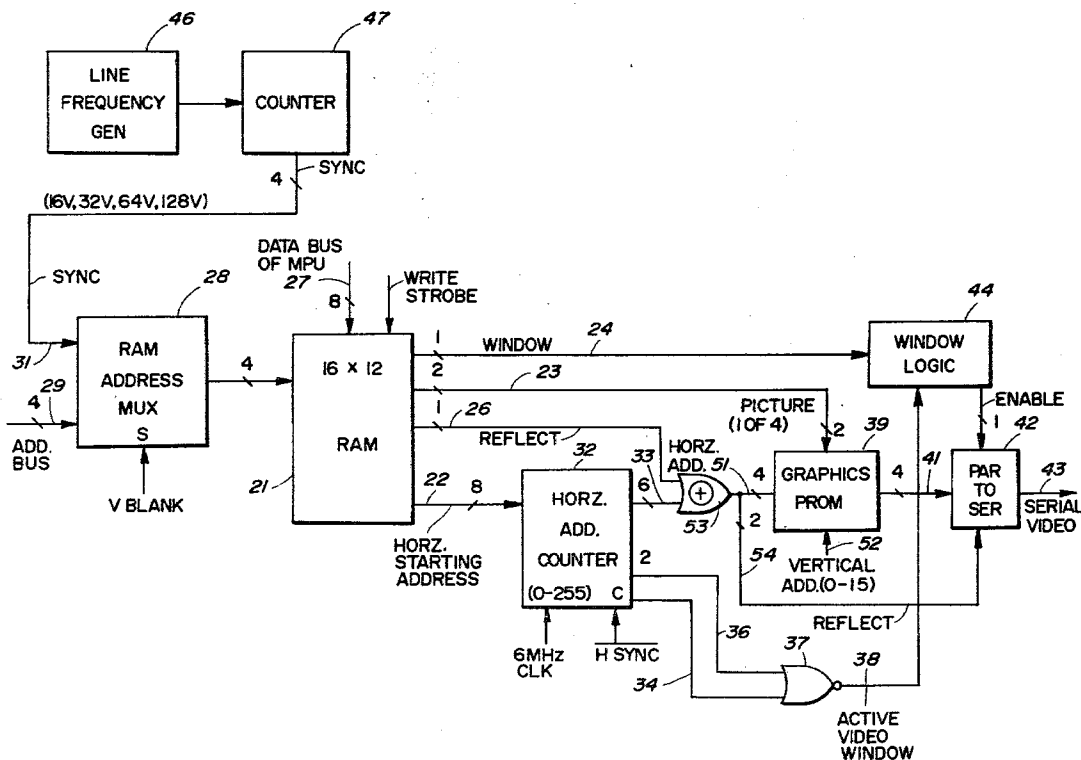 46
47
LINE
FREQUENCY
GEN
COUNTER
SYNC
4
(16V, 32V, 64V, 128V)
SYNC
28
DATA BUS
OF MPU
27
8
WRITE
STROBE
31
29
4
ADD.
BUS
RAM
ADDRESS
MUX
S
V BLANK
4
16 X 12
RAM
21
1
WINDOW
24
2
23
1
26
REFLECT
22
8
HORZ.
STARTING
ADDRESS
32
HORZ.
ADD.
COUNTER
(0-255) C
6MHz
CLK
H SYNC
33
6
2
36
34
HORZ.
ADD. 51
+
53
4
2
54
PICTURE
(1 OF 4)
2
39
GRAPHICS
PROM
52
VERTICAL
ADD.(0-15)
REFLECT
4
41
44
WINDOW
LOGIC
ENABLE
1
42
PAR
TO
SER
43
SERIAL
VIDEO
37
38
ACTIVE
VIDEO
WINDOW